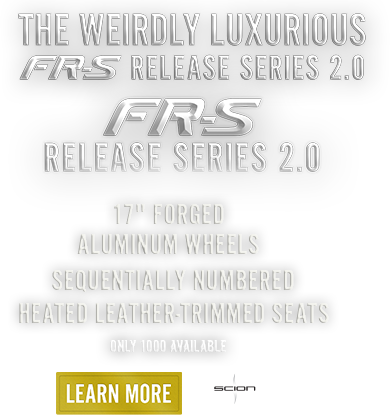 THE WEIRDLY LUXURIOUS
FR-S RELEASE SERIES 2.0
FR-S
RELEASE SERIES 2.0
17" FORGED
ALUMINUM WHEELS
SEQUENTIALLY NUMBERED
HEATED LEATHER-TRIMMED SEATS
ONLY 1000 AVAILABLE
LEARN MORE
SCION